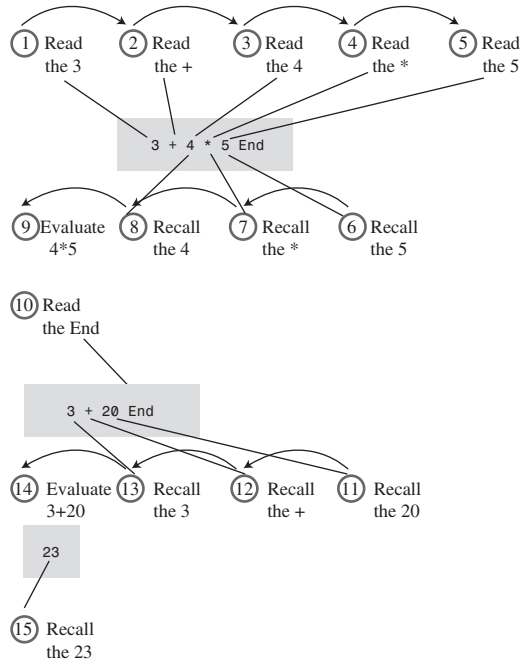 1 Read the 3
2 Read the +
3 Read the 4
4 Read the *
5 Read the 5
3 + 4 * 5 End
9 Evaluate 4*5
8 Recall the 4
7 Recall the *
6 Recall the 5
10 Read the End
3 + 20 End
14 Evaluate 3+20
13 Recall the 3
12 Recall the +
11 Recall the 20
23
15 Recall the 23